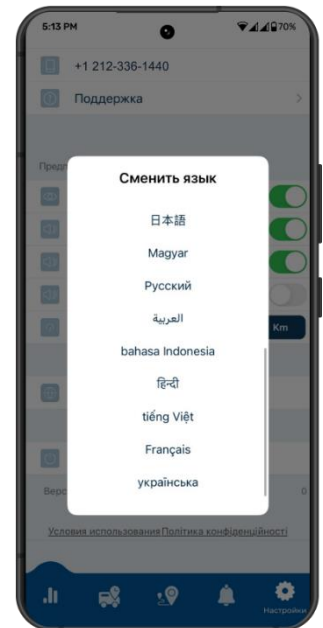 5:13 PM 70%
+1 212-336-1440
Поддержка
Сменить язык
日本語
Magyar
Русский
العربية
bahasa Indonesia
हिन्दी
tiếng Việt
Français
українська
Km
0
Условия использования Політика конфіденційності
Настройки